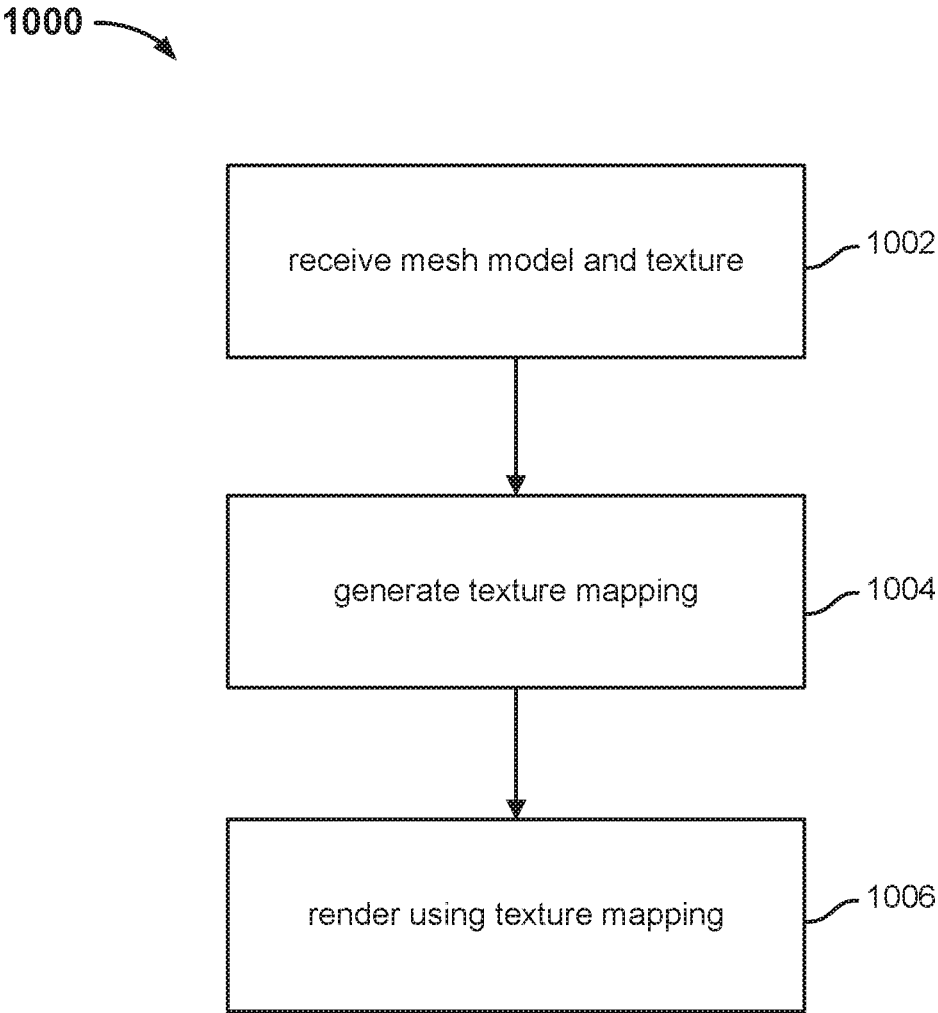 1000
receive mesh model and texture
1002
generate texture mapping
1004
render using texture mapping
1006